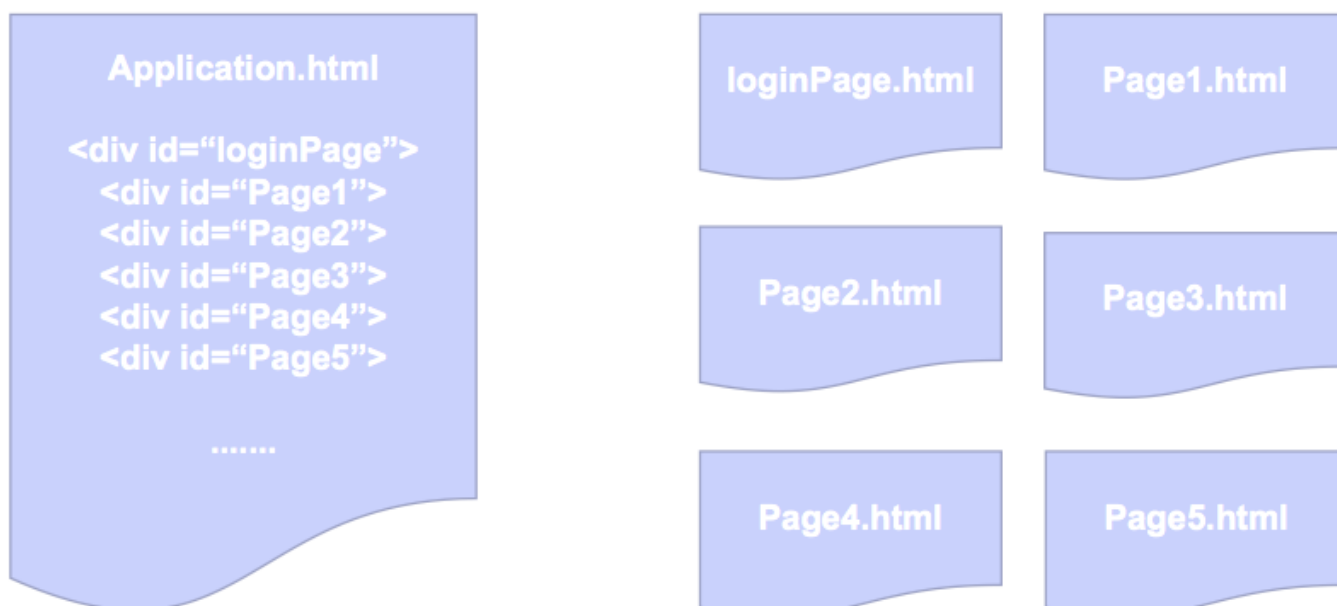 Application.html
<div id=“loginPage”>
<div id=“Page1”>
<div id=“Page2”>
<div id=“Page3”>
<div id=“Page4”>
<div id=“Page5”>
.......
loginPage.html
Page1.html
Page2.html
Page3.html
Page4.html
Page5.html